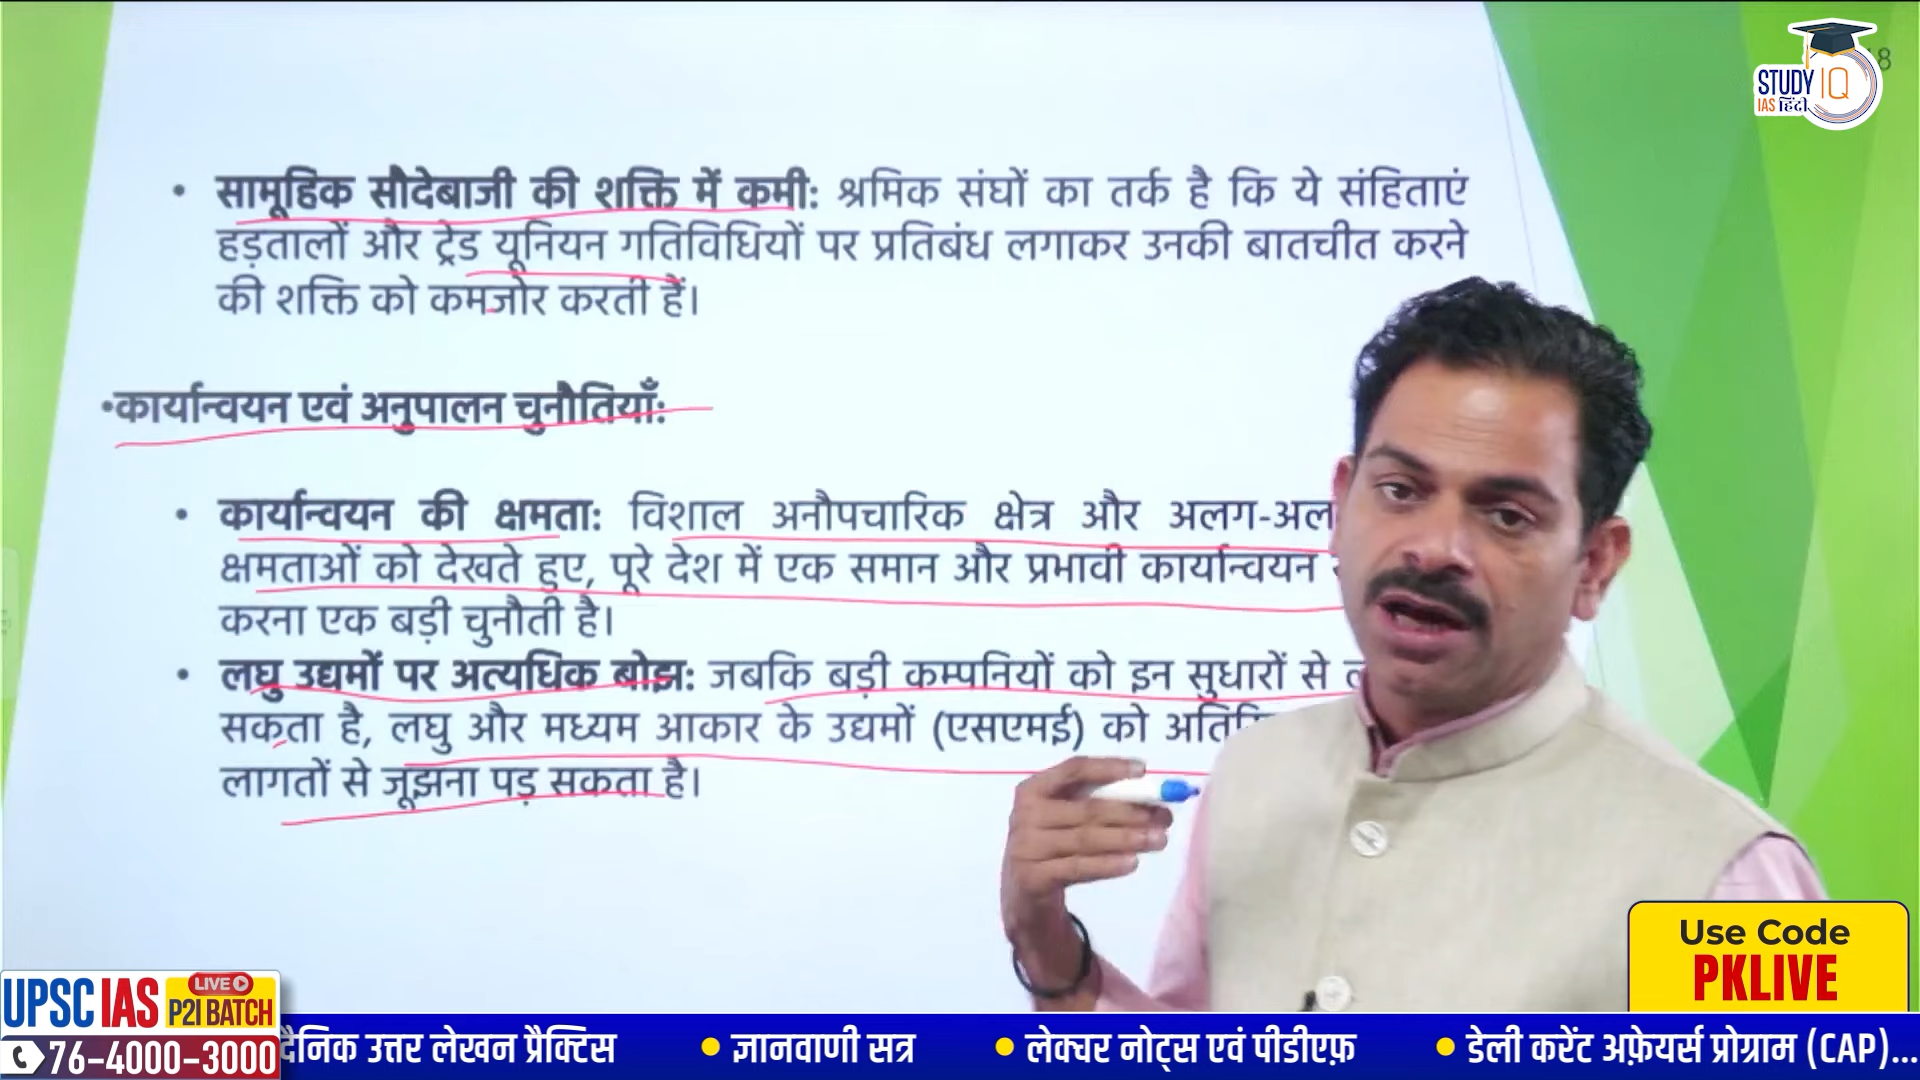 STUDY IQ
IAS हिंदी
8
• सामूहिक सौदेबाजी की शक्ति में कमी: श्रमिक संघों का तर्क है कि ये संहिताएं
हड़तालों और ट्रेड यूनियन गतिविधियों पर प्रतिबंध लगाकर उनकी बातचीत करने
की शक्ति को कमजोर करती हैं।
•कार्यान्वयन एवं अनुपालन चुनौतियाँ:
• कार्यान्वयन की क्षमता: विशाल अनौपचारिक क्षेत्र और
क्षमताओं को देखते हुए, पूरे देश में एक समान और प्रभावी कार्यान्वयन
करना एक बड़ी चुनौती है।
• लघु उद्यमों पर अत्यधिक बोझ: जबकि बड़ी कम्पनियों को इन सुधारों से
सकता है, लघु और मध्यम आकार के उद्यमों (एसएमई) को
लागतों से जूझना पड़ सकता है।
Use Code
PKLIVE
UPSC IAS LIVE
P2I BATCH
76-4000-3000
दैनिक उत्तर लेखन प्रैक्टिस • ज्ञानवाणी सत्र • लेक्चर नोट्स एवं पीडीएफ़ • डेली करेंट अफ़ेयर्स प्रोग्राम (CAP)...